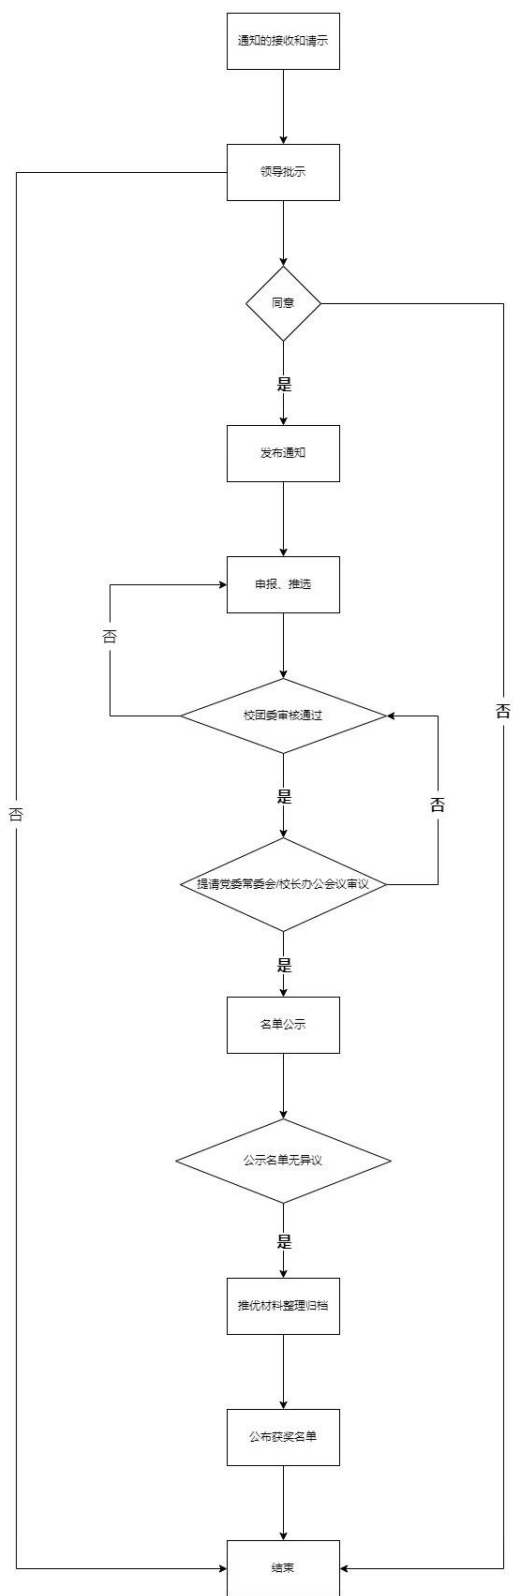 通知的接收和请示
领导批示
同意
是
发布通知
申报、推选
否
校团委审核通过
否
是
否
否
提请党委常委会/校长办公会议审议
是
名单公示
公示名单无异议
是
推优材料整理归档
公布获奖名单
结束